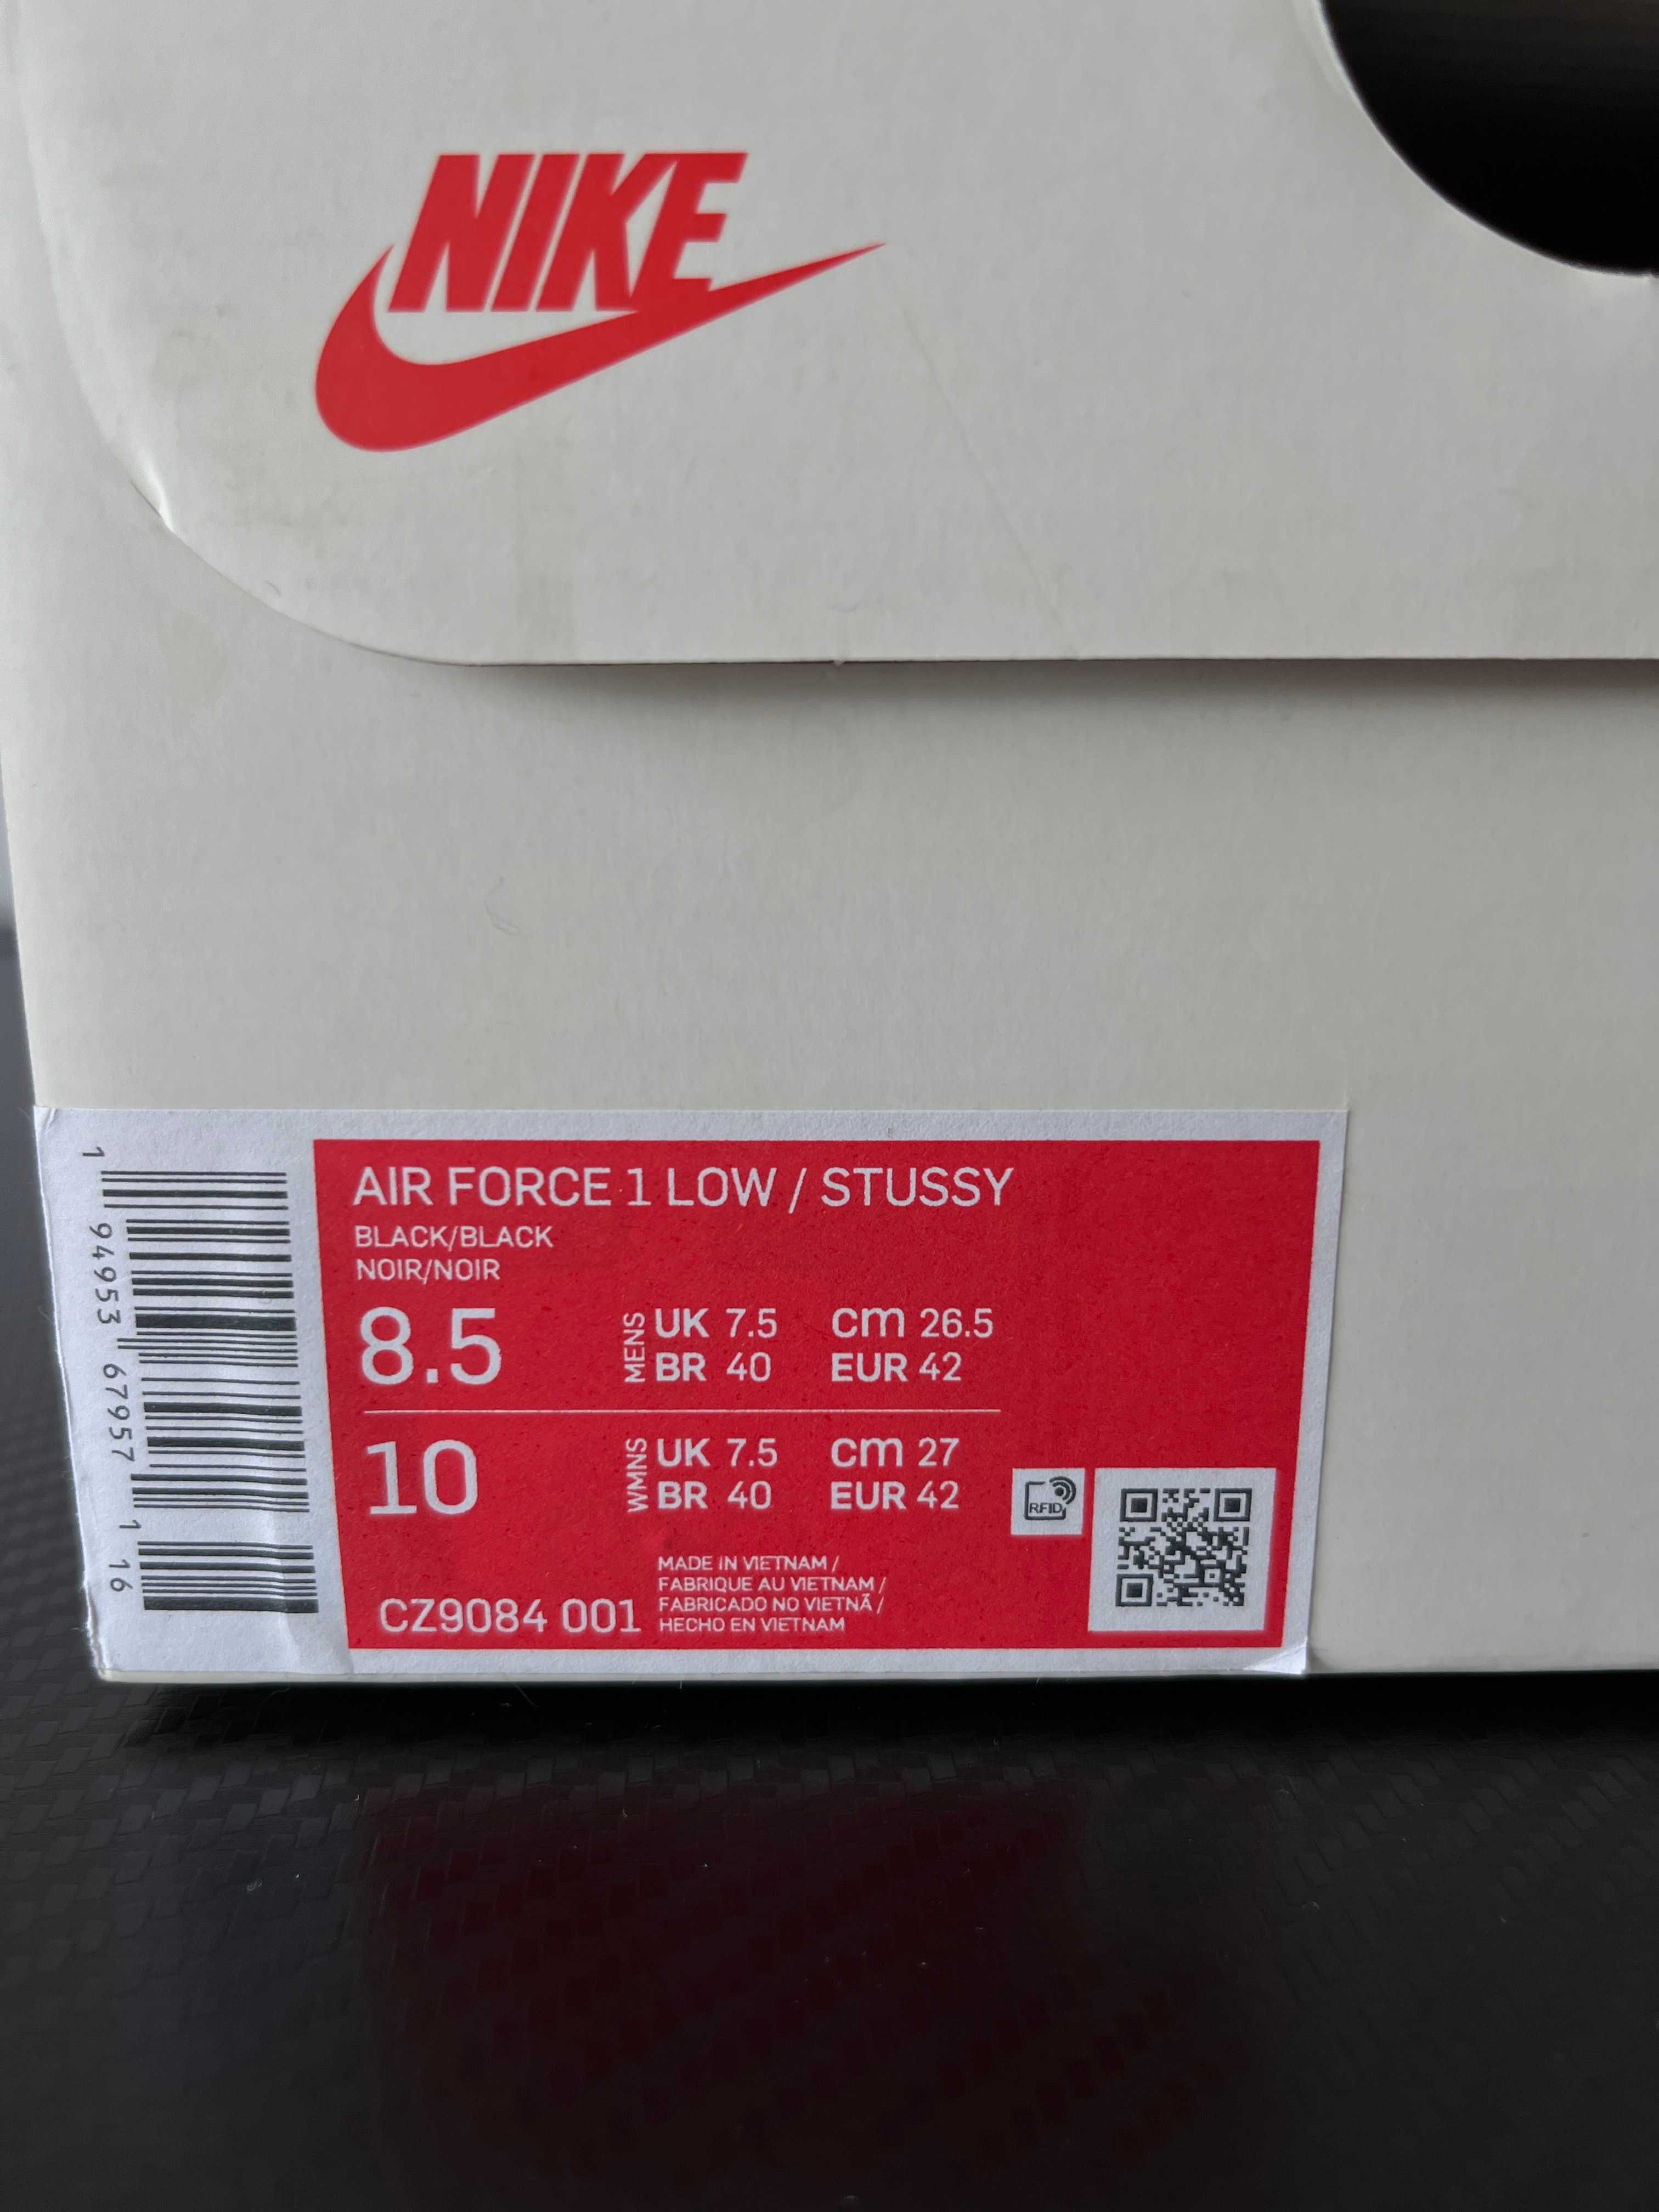 NIKE
AIR FORCE 1 LOW / STUSSY
BLACK/BLACK
NOIR/NOIR
8.5 MENS UK 7.5 cm 26.5
BR 40 EUR 42
10 WMNS UK 7.5 cm 27
BR 40 EUR 42
RFID
MADE IN VIETNAM /
FABRIQUE AU VIETNAM /
FABRICADO NO VIETNÃ /
HECHO EN VIETNAM
CZ9084 001
1 94953 67957 1 16